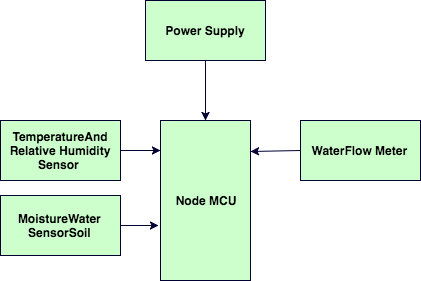 Power Supply
TemperatureAnd
Relative Humidity
Sensor
WaterFlow Meter
Node MCU
MoistureWater
SensorSoil